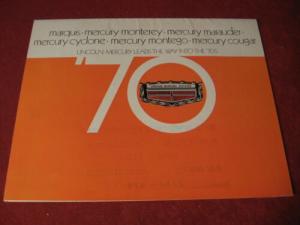 marquis · mercury monterey · mercury marauder ·
mercury cyclone · mercury montego · mercury cougar
LINCOLN-MERCURY LEADS THE WAY INTO THE '70'S
'70